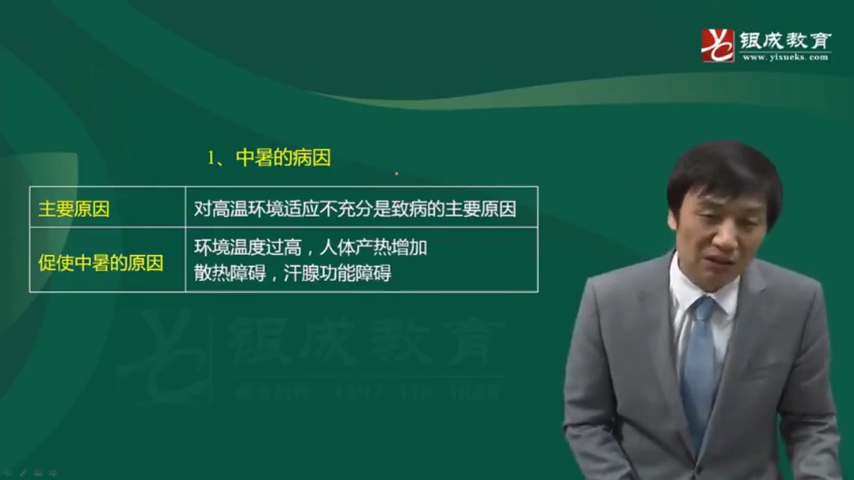 银成教育
www.yixueks.com
1、中暑的病因
主要原因
对高温环境适应不充分是致病的主要原因
促使中暑的原因
环境温度过高，人体产热增加
散热障碍，汗腺功能障碍
银成教育